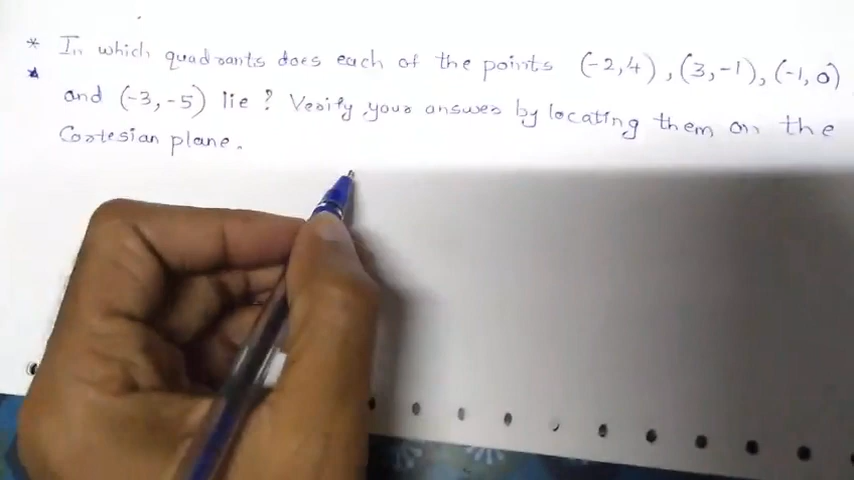 * In which quadrants does each of the points (-2,4), (3,-1), (-1,0)
* and (-3,-5) lie? Verify your answer by locating them on the
Cartesian plane.